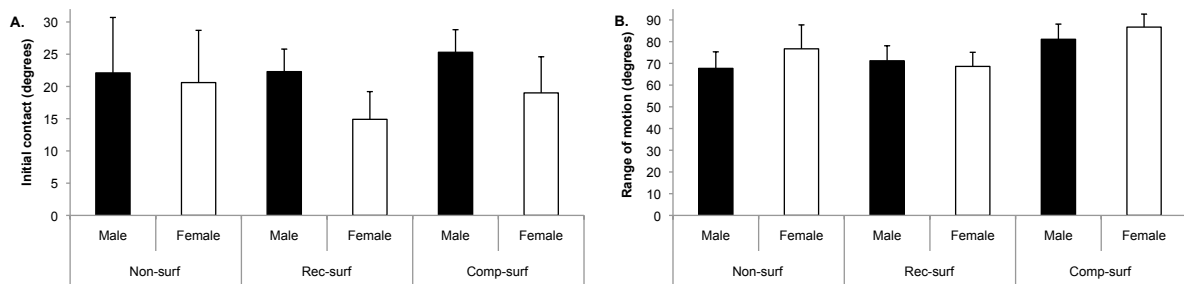 A.
Initial contact (degrees)
30
25
20
15
10
5
0
Male Female Male Female Male Female
Non-surf Rec-surf Comp-surf
B.
Range of motion (degrees)
90
80
70
60
50
40
30
20
10
0
Male Female Male Female Male Female
Non-surf Rec-surf Comp-surf